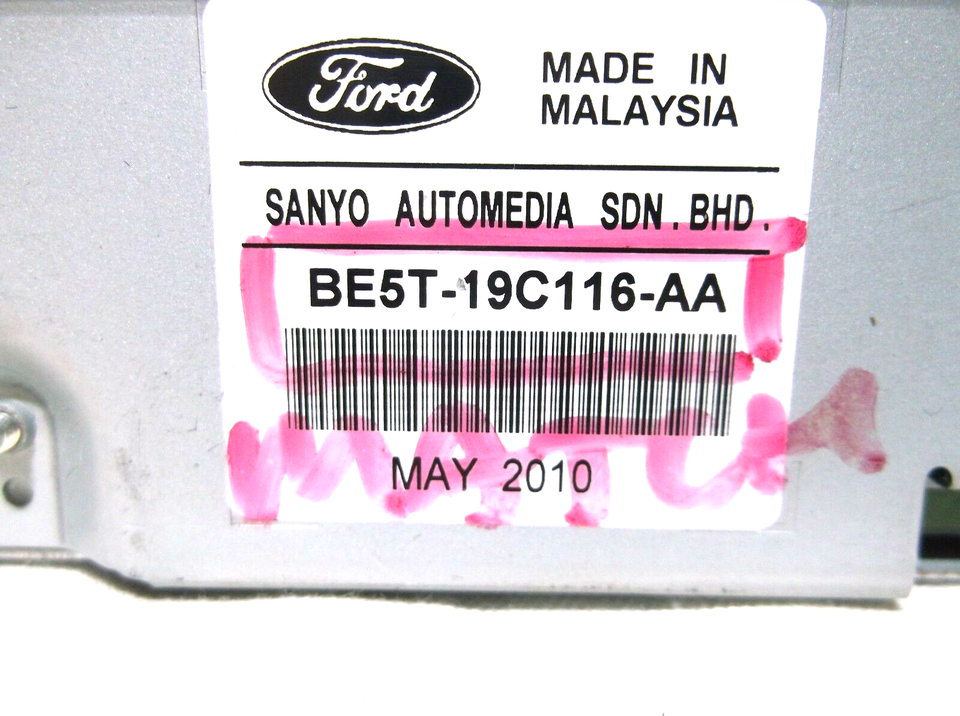 Ford
MADE IN
MALAYSIA
SANYO AUTOMEDIA SDN.BHD.
BE5T-19C116-AA
MAY 2010